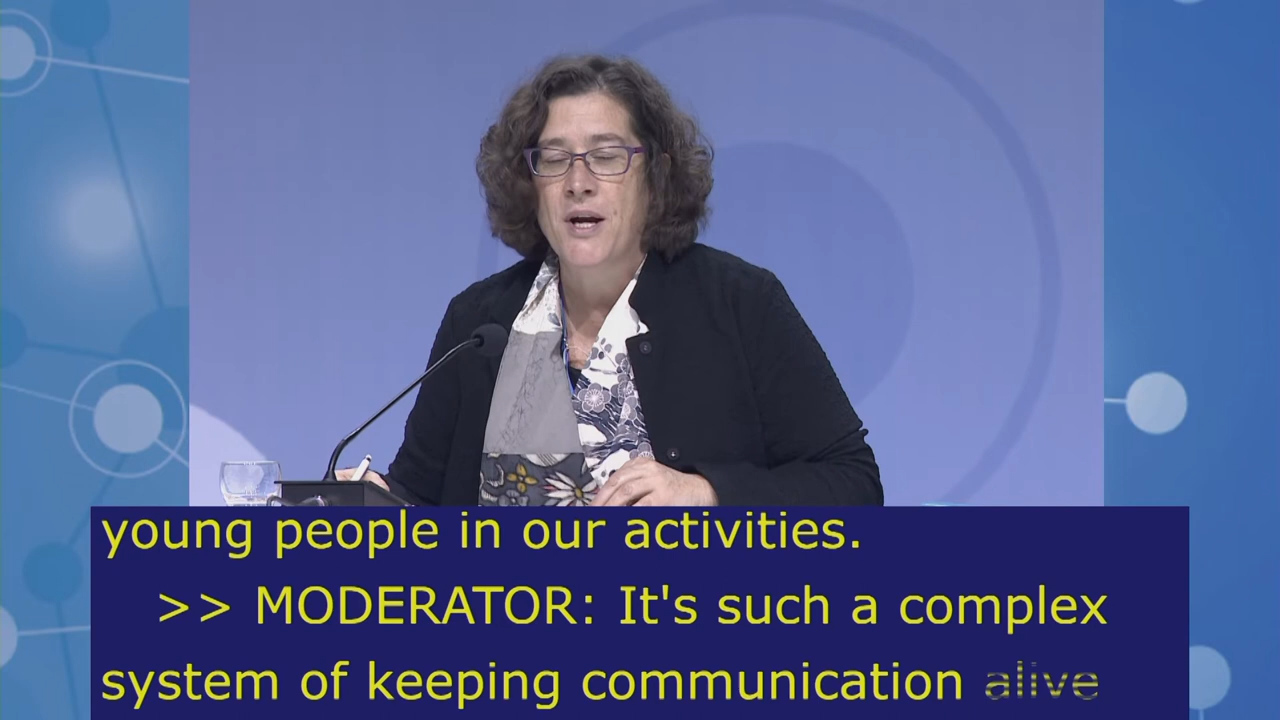 young people in our activities.
>> MODERATOR: It's such a complex
system of keeping communication alive